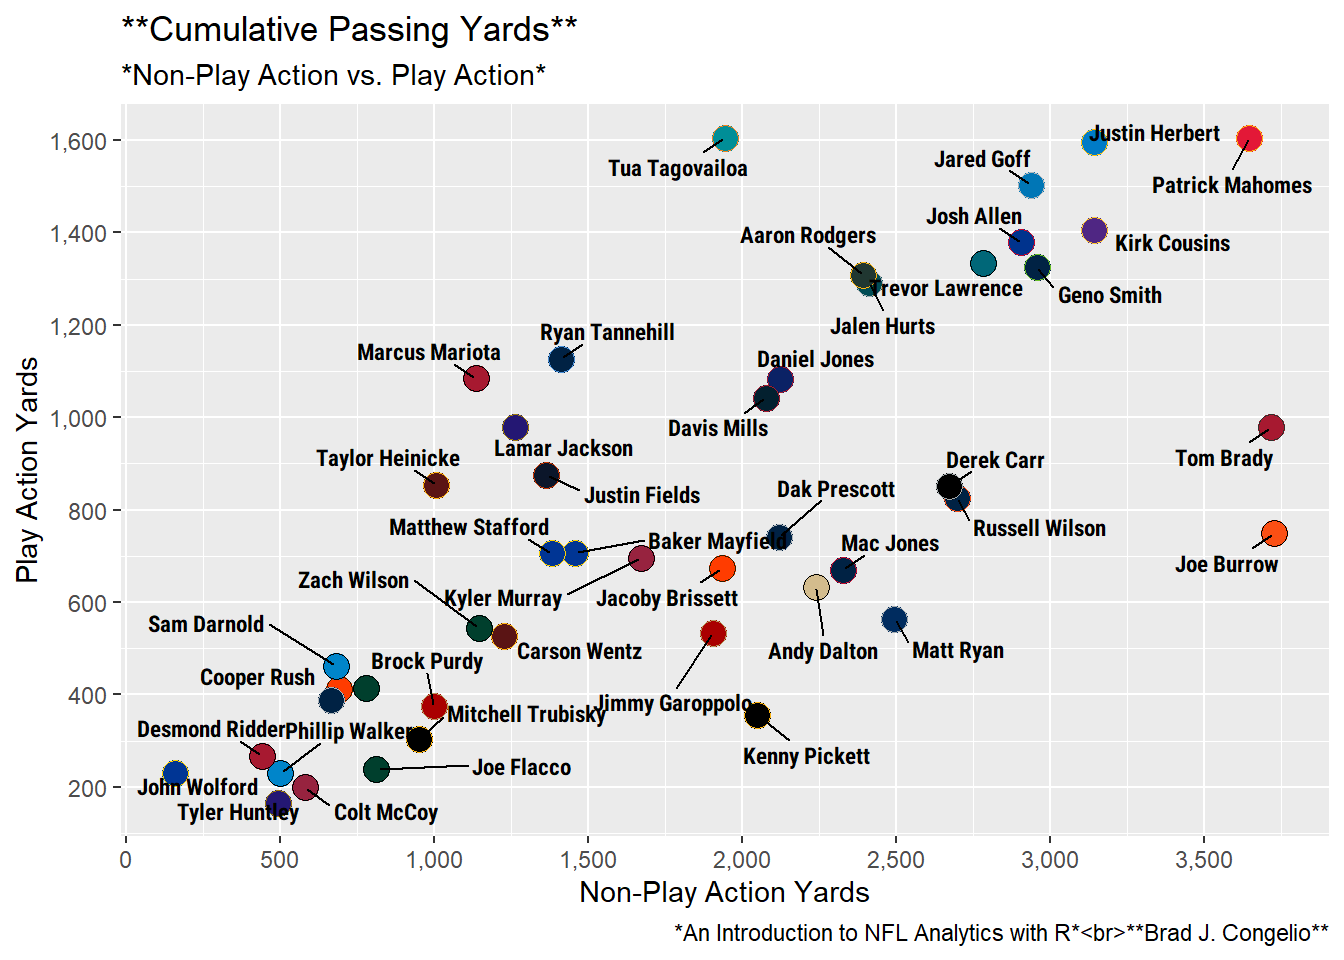 **Cumulative Passing Yards**
*Non-Play Action vs. Play Action*
Play Action Yards
1,600
1,400
1,200
1,000
800
600
400
200
Justin Herbert
Tua Tagovailoa
Jared Goff
Patrick Mahomes
Josh Allen
Aaron Rodgers
Kirk Cousins
Trevor Lawrence
Geno Smith
Jalen Hurts
Ryan Tannehill
Marcus Mariota
Daniel Jones
Davis Mills
Lamar Jackson
Taylor Heinicke
Tom Brady
Derek Carr
Justin Fields
Dak Prescott
Matthew Stafford
Russell Wilson
Baker Mayfield
Mac Jones
Joe Burrow
Zach Wilson
Kyler Murray
Jacoby Brissett
Sam Darnold
Carson Wentz
Andy Dalton
Matt Ryan
Brock Purdy
Cooper Rush
Jimmy Garoppolo
Mitchell Trubisky
Desmond Ridder
Phillip Walker
Kenny Pickett
Joe Flacco
John Wolford
Tyler Huntley
Colt McCoy
0
500
1,000
1,500
2,000
2,500
3,000
3,500
Non-Play Action Yards
*An Introduction to NFL Analytics with R*<br>**Brad J. Congelio**